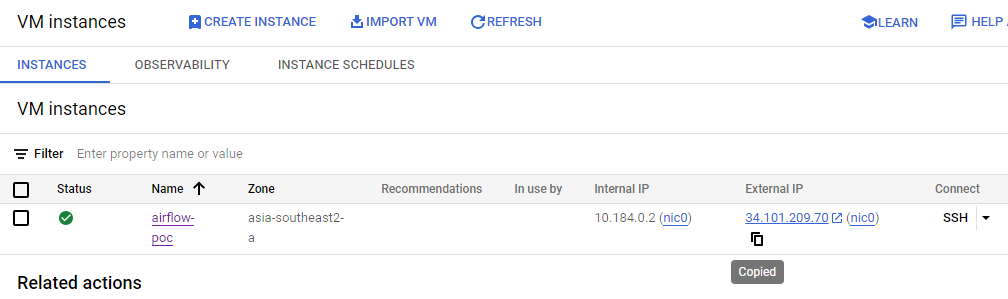 VM instances CREATE INSTANCE IMPORT VM REFRESH LEARN HELP
INSTANCES OBSERVABILITY INSTANCE SCHEDULES
VM instances
Filter Enter property name or value
Status Name Zone Recommendations In use by Internal IP External IP Connect
airflow- asia-southeast2- 10.184.0.2 (nic0) 34.101.209.70 (nic0) SSH
poc a
Copied
Related actions